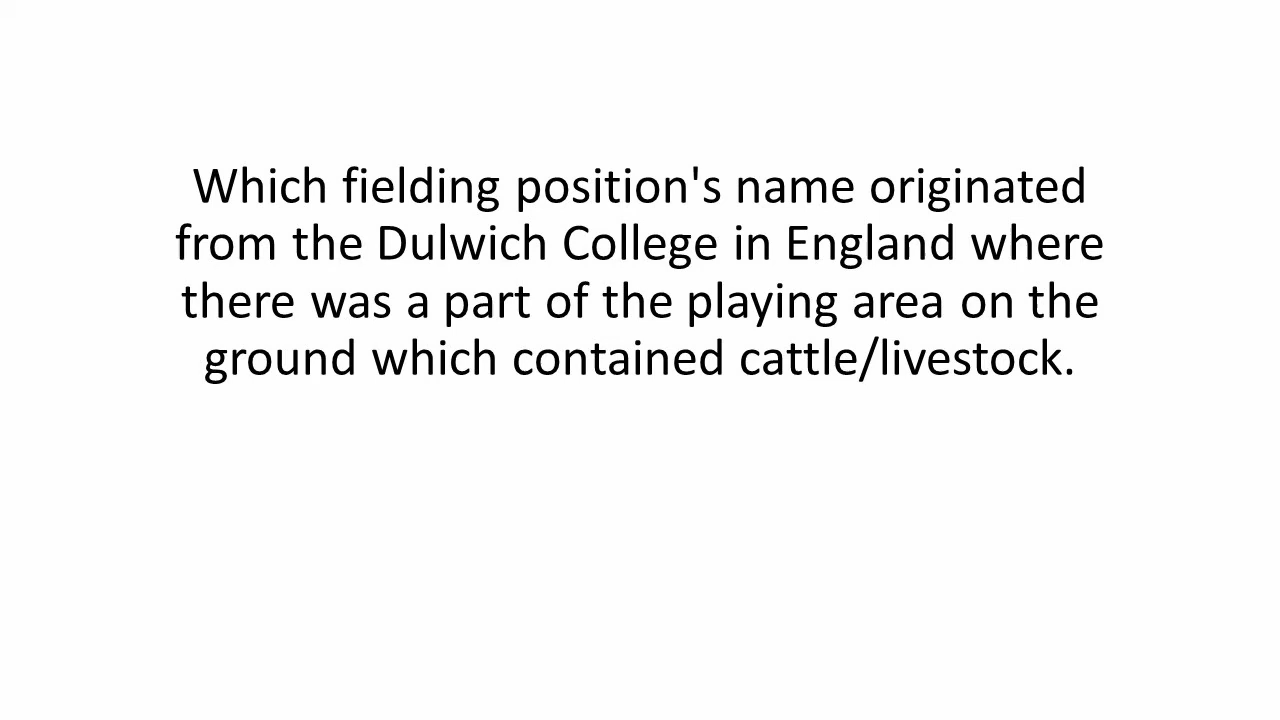 Which fielding position's name originated
from the Dulwich College in England where
there was a part of the playing area on the
ground which contained cattle/livestock.